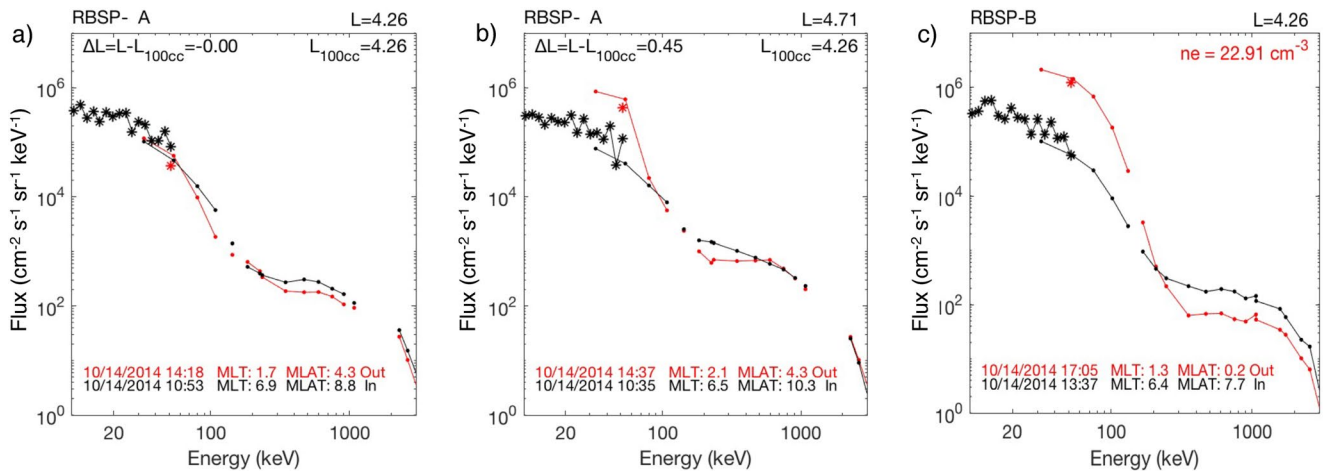 a)
RBSP- A
L=4.26
ΔL=L-L100cc=-0.00
L100cc=4.26
10^6
10^4
10^2
10^0
Flux (cm-2 s-1 sr-1 keV-1)
10/14/2014 14:18 MLT: 1.7 MLAT: 4.3 Out
10/14/2014 10:53 MLT: 6.9 MLAT: 8.8 In
20
100
1000
Energy (keV)
b)
RBSP- A
L=4.71
ΔL=L-L100cc=0.45
L100cc=4.26
10^6
10^4
10^2
10^0
Flux (cm-2 s-1 sr-1 keV-1)
10/14/2014 14:37 MLT: 2.1 MLAT: 4.3 Out
10/14/2014 10:35 MLT: 6.5 MLAT: 10.3 In
20
100
1000
Energy (keV)
c)
RBSP-B
L=4.26
ne = 22.91 cm-3
10^6
10^4
10^2
10^0
Flux (cm-2 s-1 sr-1 keV-1)
10/14/2014 17:05 MLT: 1.3 MLAT: 0.2 Out
10/14/2014 13:37 MLT: 6.4 MLAT: 7.7 In
20
100
1000
Energy (keV)